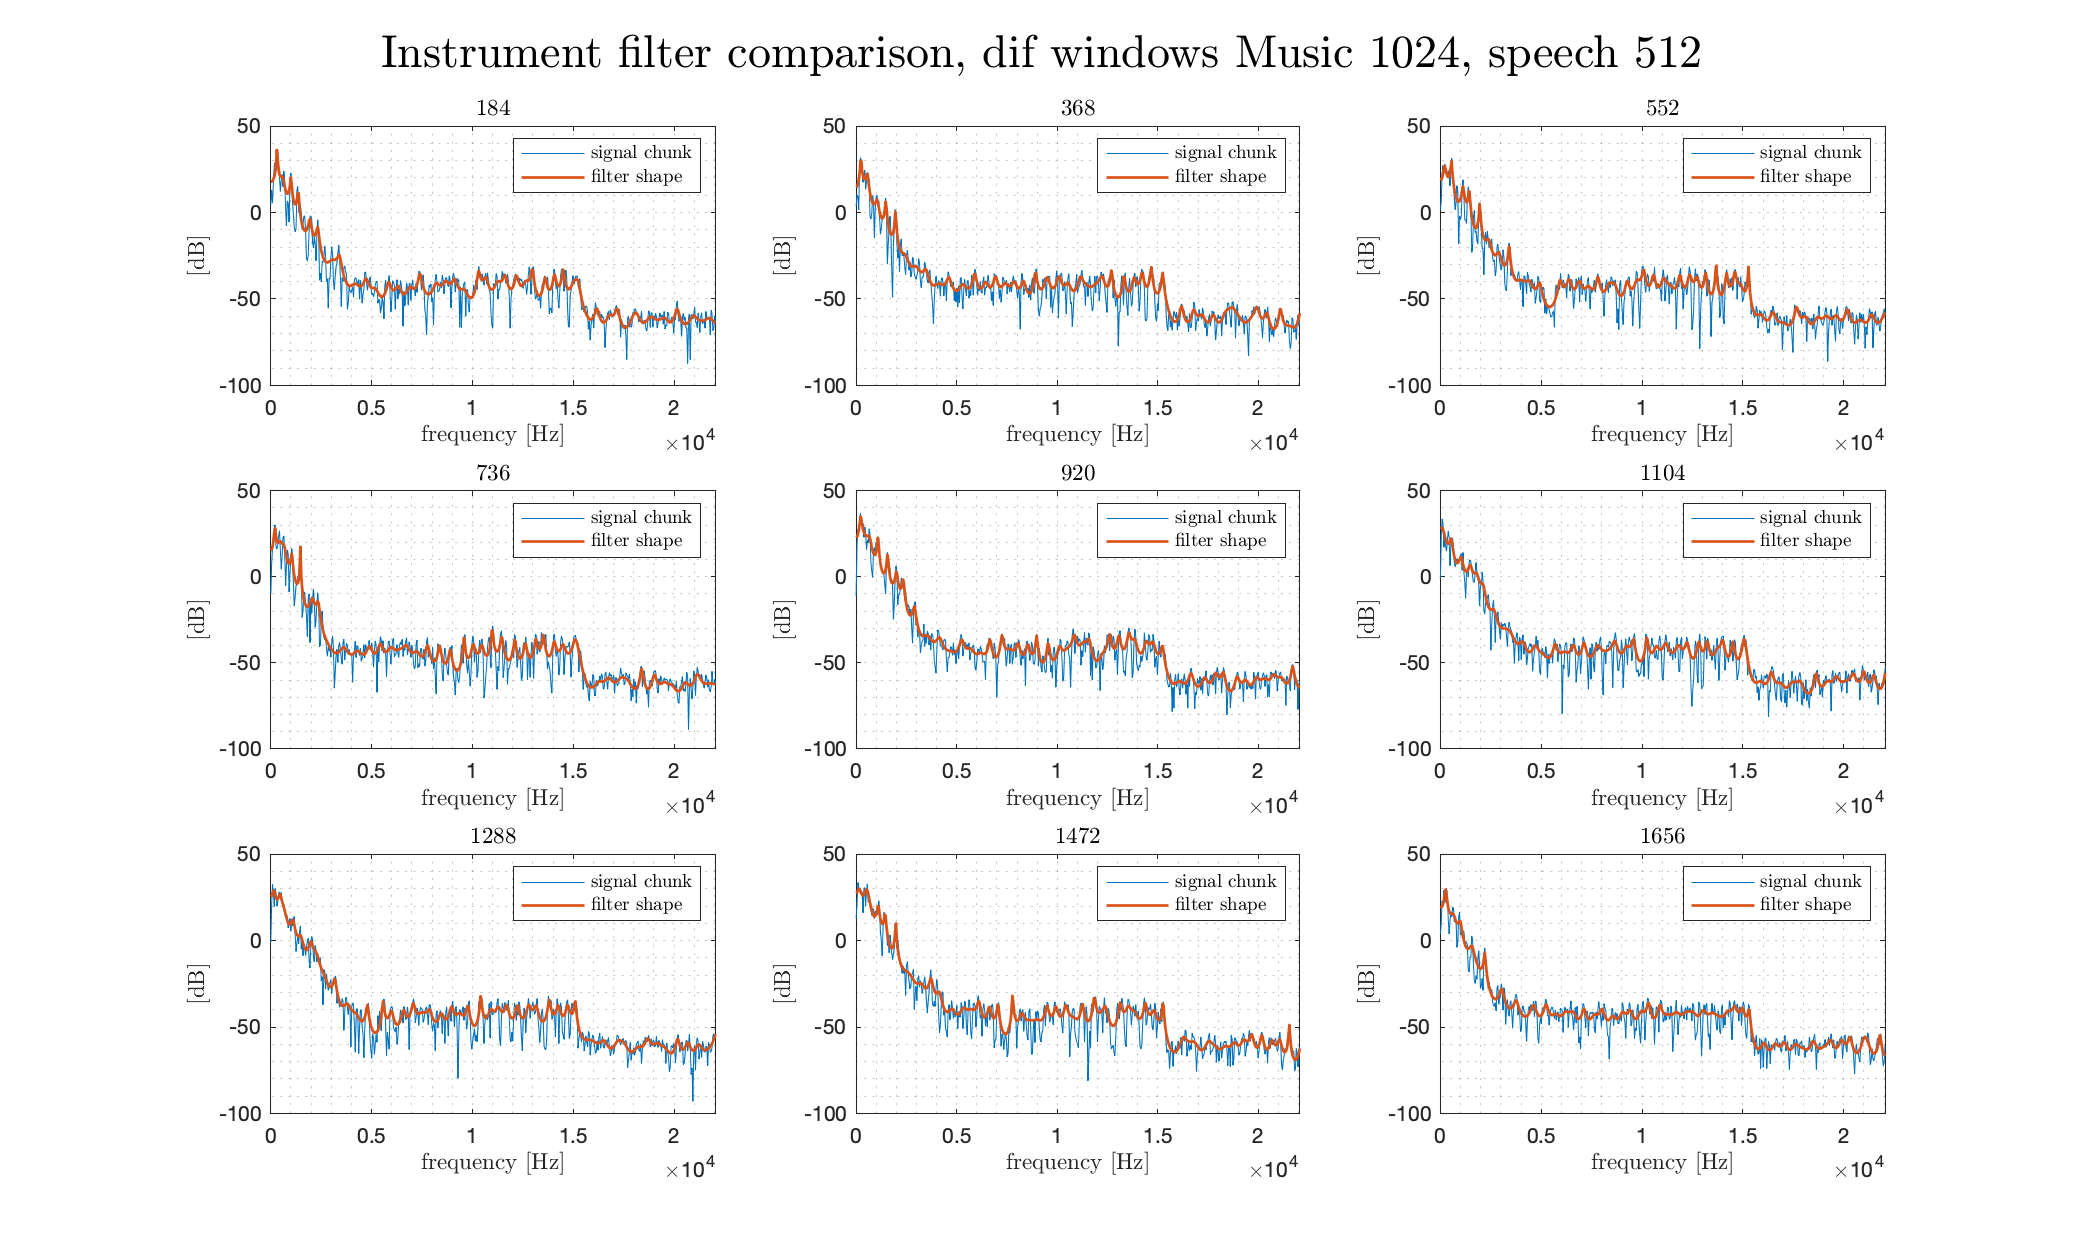 Instrument filter comparison, dif windows Music 1024, speech 512
184
50
0
-50
-100
[dB]
signal chunk
filter shape
0 0.5 1 1.5 2
frequency [Hz]
×10^4
368
50
0
-50
-100
[dB]
signal chunk
filter shape
0 0.5 1 1.5 2
frequency [Hz]
×10^4
552
50
0
-50
-100
[dB]
signal chunk
filter shape
0 0.5 1 1.5 2
frequency [Hz]
×10^4
736
50
0
-50
-100
[dB]
signal chunk
filter shape
0 0.5 1 1.5 2
frequency [Hz]
×10^4
920
50
0
-50
-100
[dB]
signal chunk
filter shape
0 0.5 1 1.5 2
frequency [Hz]
×10^4
1104
50
0
-50
-100
[dB]
signal chunk
filter shape
0 0.5 1 1.5 2
frequency [Hz]
×10^4
1288
50
0
-50
-100
[dB]
signal chunk
filter shape
0 0.5 1 1.5 2
frequency [Hz]
×10^4
1472
50
0
-50
-100
[dB]
signal chunk
filter shape
0 0.5 1 1.5 2
frequency [Hz]
×10^4
1656
50
0
-50
-100
[dB]
signal chunk
filter shape
0 0.5 1 1.5 2
frequency [Hz]
×10^4